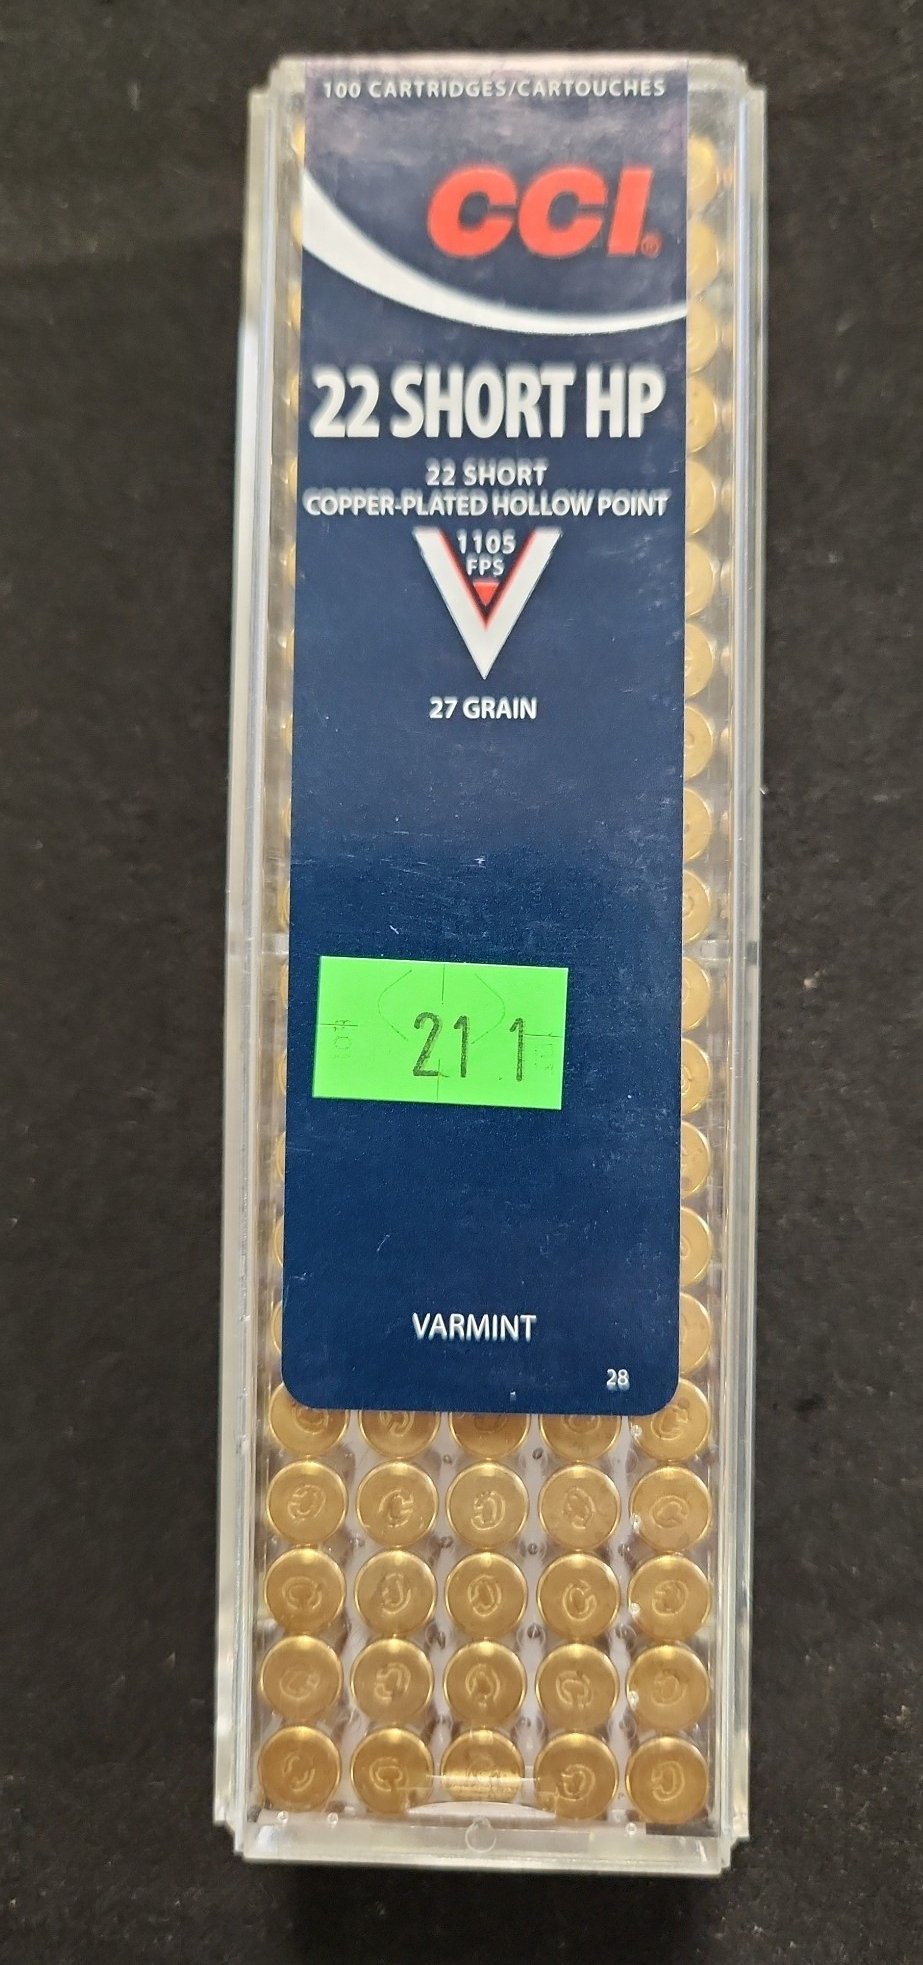 100 CARTRIDGES/CARTOUCHES
CCI®
22 SHORT HP
22 SHORT
COPPER-PLATED HOLLOW POINT
1105
FPS
27 GRAIN
21 1
VARMINT
28